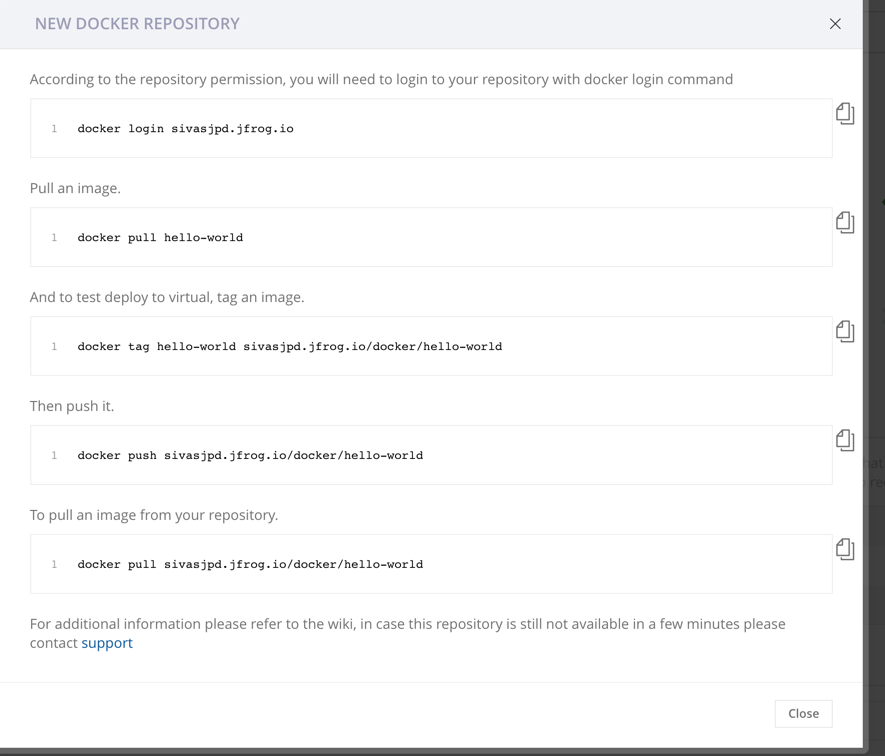 NEW DOCKER REPOSITORY
According to the repository permission, you will need to login to your repository with docker login command
1 docker login sivasjpd.jfrog.io
Pull an image.
1 docker pull hello-world
And to test deploy to virtual, tag an image.
1 docker tag hello-world sivasjpd.jfrog.io/docker/hello-world
Then push it.
1 docker push sivasjpd.jfrog.io/docker/hello-world
To pull an image from your repository.
1 docker pull sivasjpd.jfrog.io/docker/hello-world
For additional information please refer to the wiki, in case this repository is still not available in a few minutes please
contact support
Close